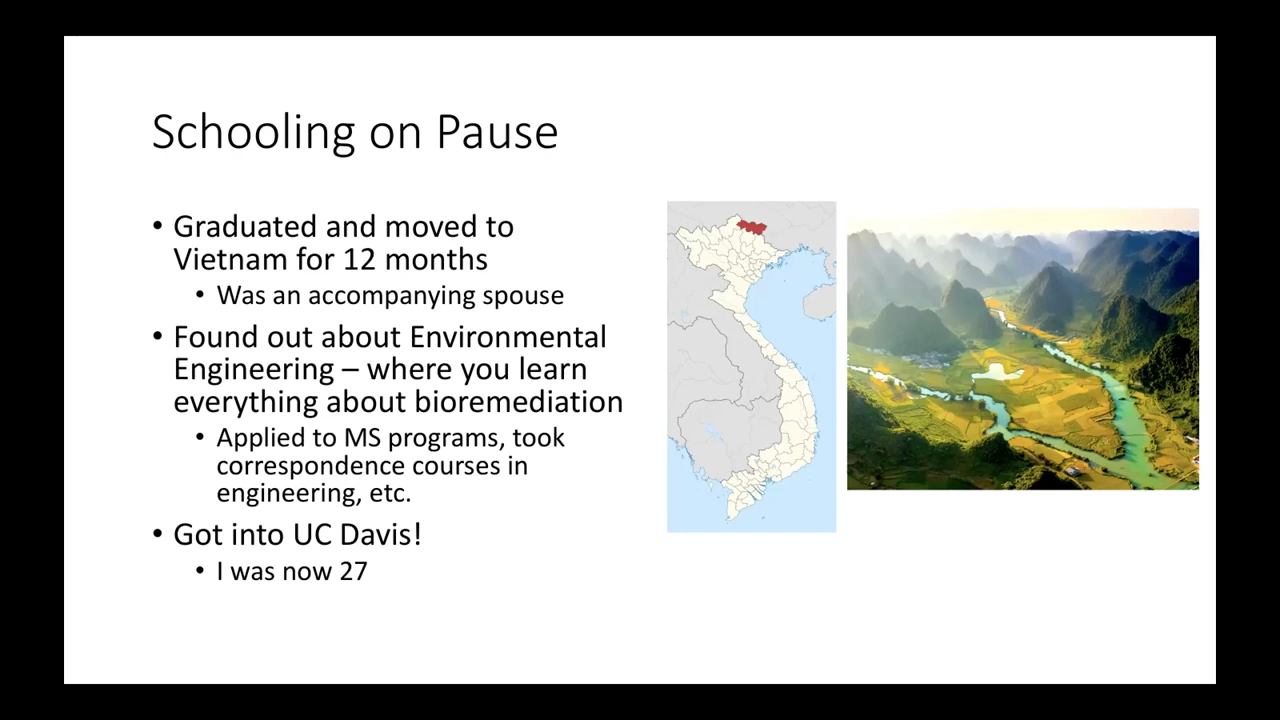 Schooling on Pause
• Graduated and moved to
Vietnam for 12 months
• Was an accompanying spouse
• Found out about Environmental
Engineering – where you learn
everything about bioremediation
• Applied to MS programs, took
correspondence courses in
engineering, etc.
• Got into UC Davis!
• I was now 27